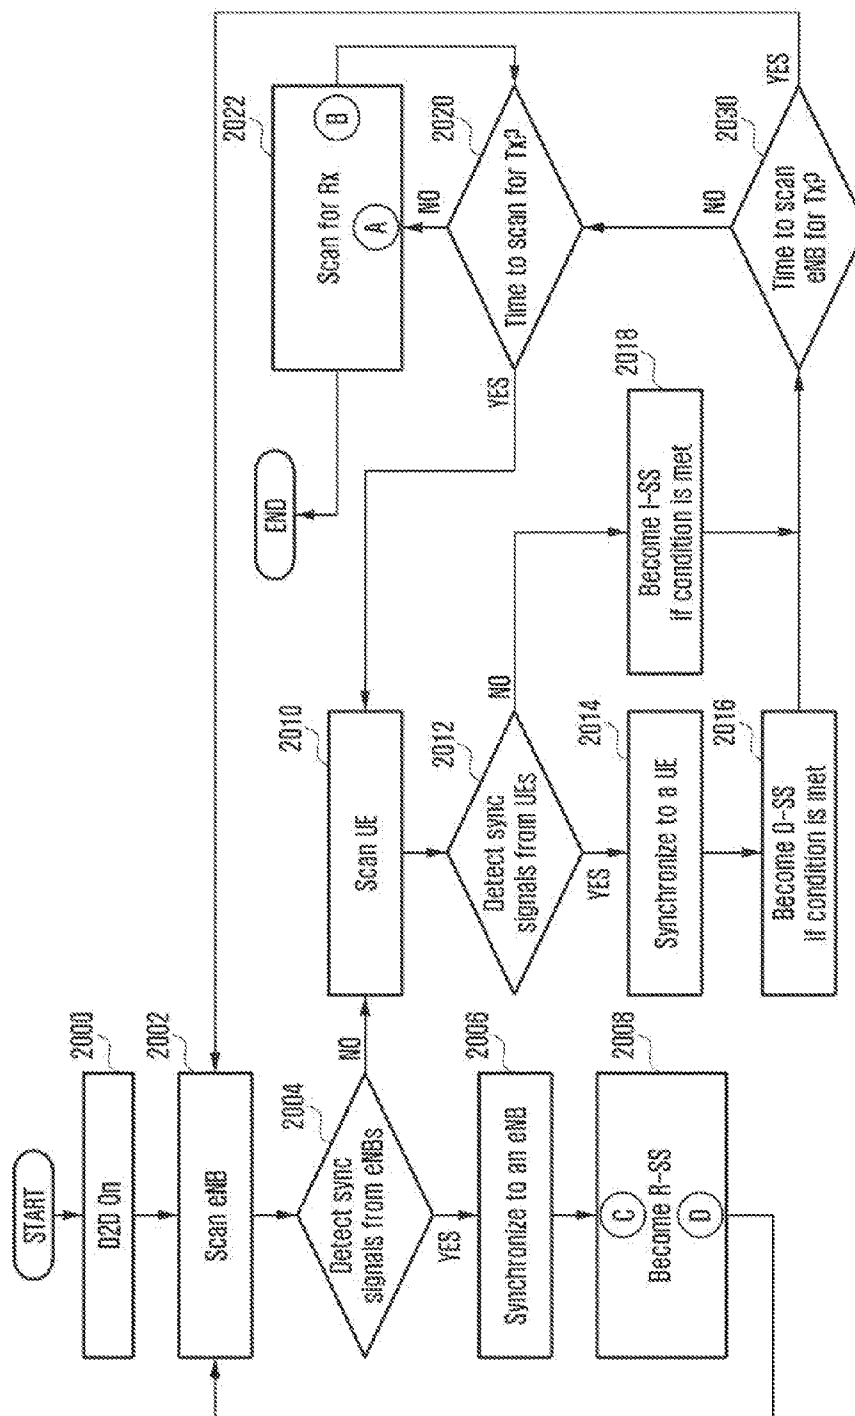 START
2000
D2D On
2002
Scan eNB
2004
Detect sync
signals from eNBs
NO
YES
2006
Synchronize to an eNB
2008
C
Become R-SS
D
2010
Scan UE
2012
Detect sync
signals from UEs
NO
YES
2014
Synchronize to a UE
2016
Become D-SS
if condition is met
2018
Become I-SS
if condition is met
END
2022
Scan for Rx
B
A
NO
2020
Time to scan for Tx?
YES
2030
Time to scan
eNB for Tx?
NO
YES